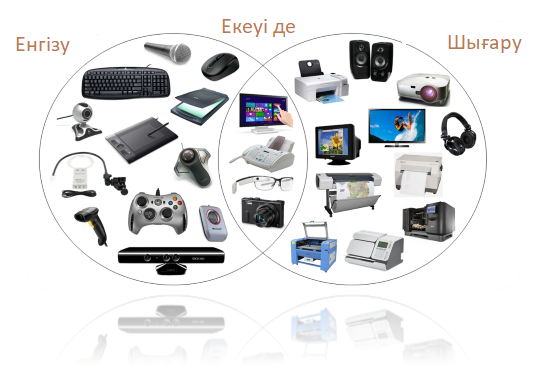 Енгізу
Екеуі де
Шығару